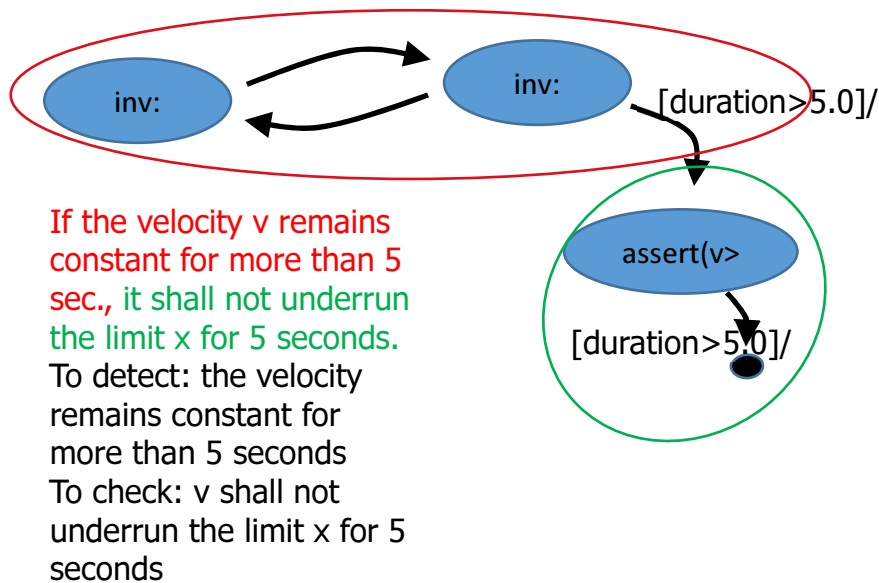 inv:
inv:
[duration>5.0]/
If the velocity v remains
constant for more than 5
sec., it shall not underrun
the limit x for 5 seconds.
To detect: the velocity
remains constant for
more than 5 seconds
To check: v shall not
underrun the limit x for 5
seconds
assert(v>
[duration>5.0]/